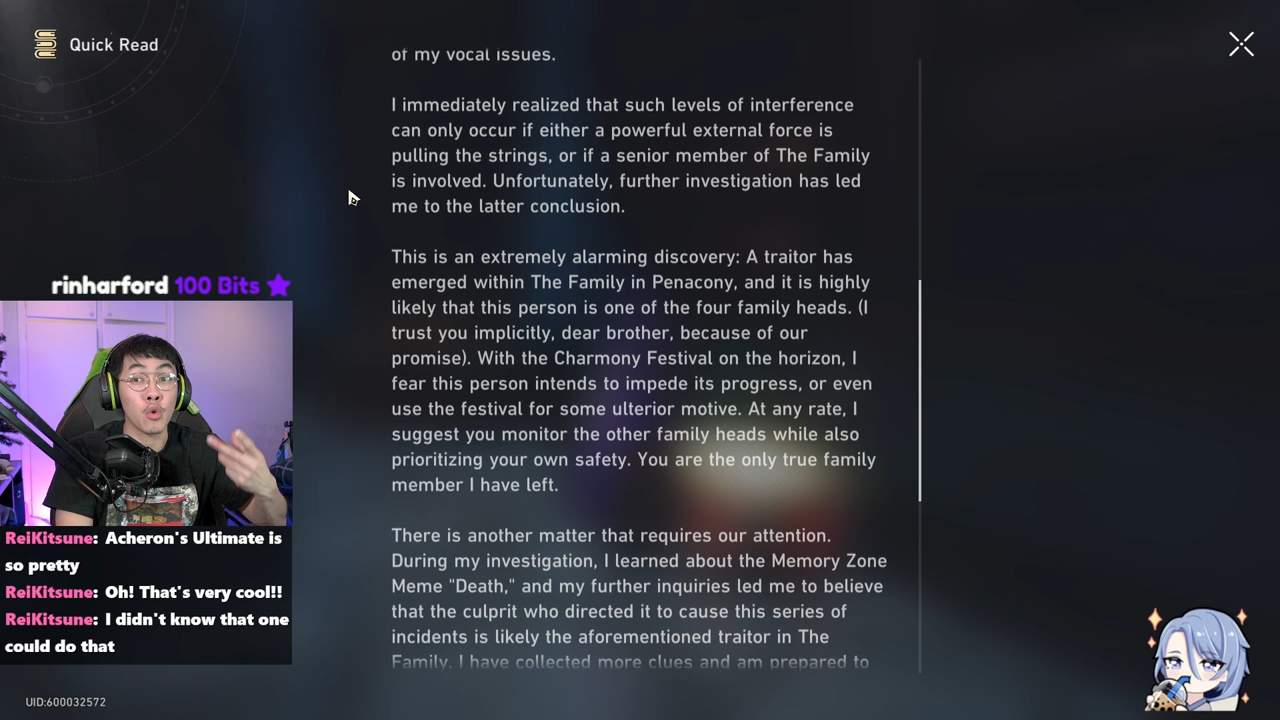 Quick Read
of my vocal issues.
I immediately realized that such levels of interference
can only occur if either a powerful external force is
pulling the strings, or if a senior member of The Family
is involved. Unfortunately, further investigation has led
me to the latter conclusion.
This is an extremely alarming discovery: A traitor has
emerged within The Family in Penacony, and it is highly
likely that this person is one of the four family heads. (I
trust you implicitly, dear brother, because of our
promise). With the Charmony Festival on the horizon, I
fear this person intends to impede its progress, or even
use the festival for some ulterior motive. At any rate, I
suggest you monitor the other family heads while also
prioritizing your own safety. You are the only true family
member I have left.
There is another matter that requires our attention.
During my investigation, I learned about the Memory Zone
Meme "Death," and my further inquiries led me to believe
that the culprit who directed it to cause this series of
incidents is likely the aforementioned traitor in The
Family. I have collected more clues and am prepared to
rinharford 100 Bits
ReiKitsune: Acheron's Ultimate is
so pretty
ReiKitsune: Oh! That's very cool!!
ReiKitsune: I didn't know that one
could do that
UID:600032572